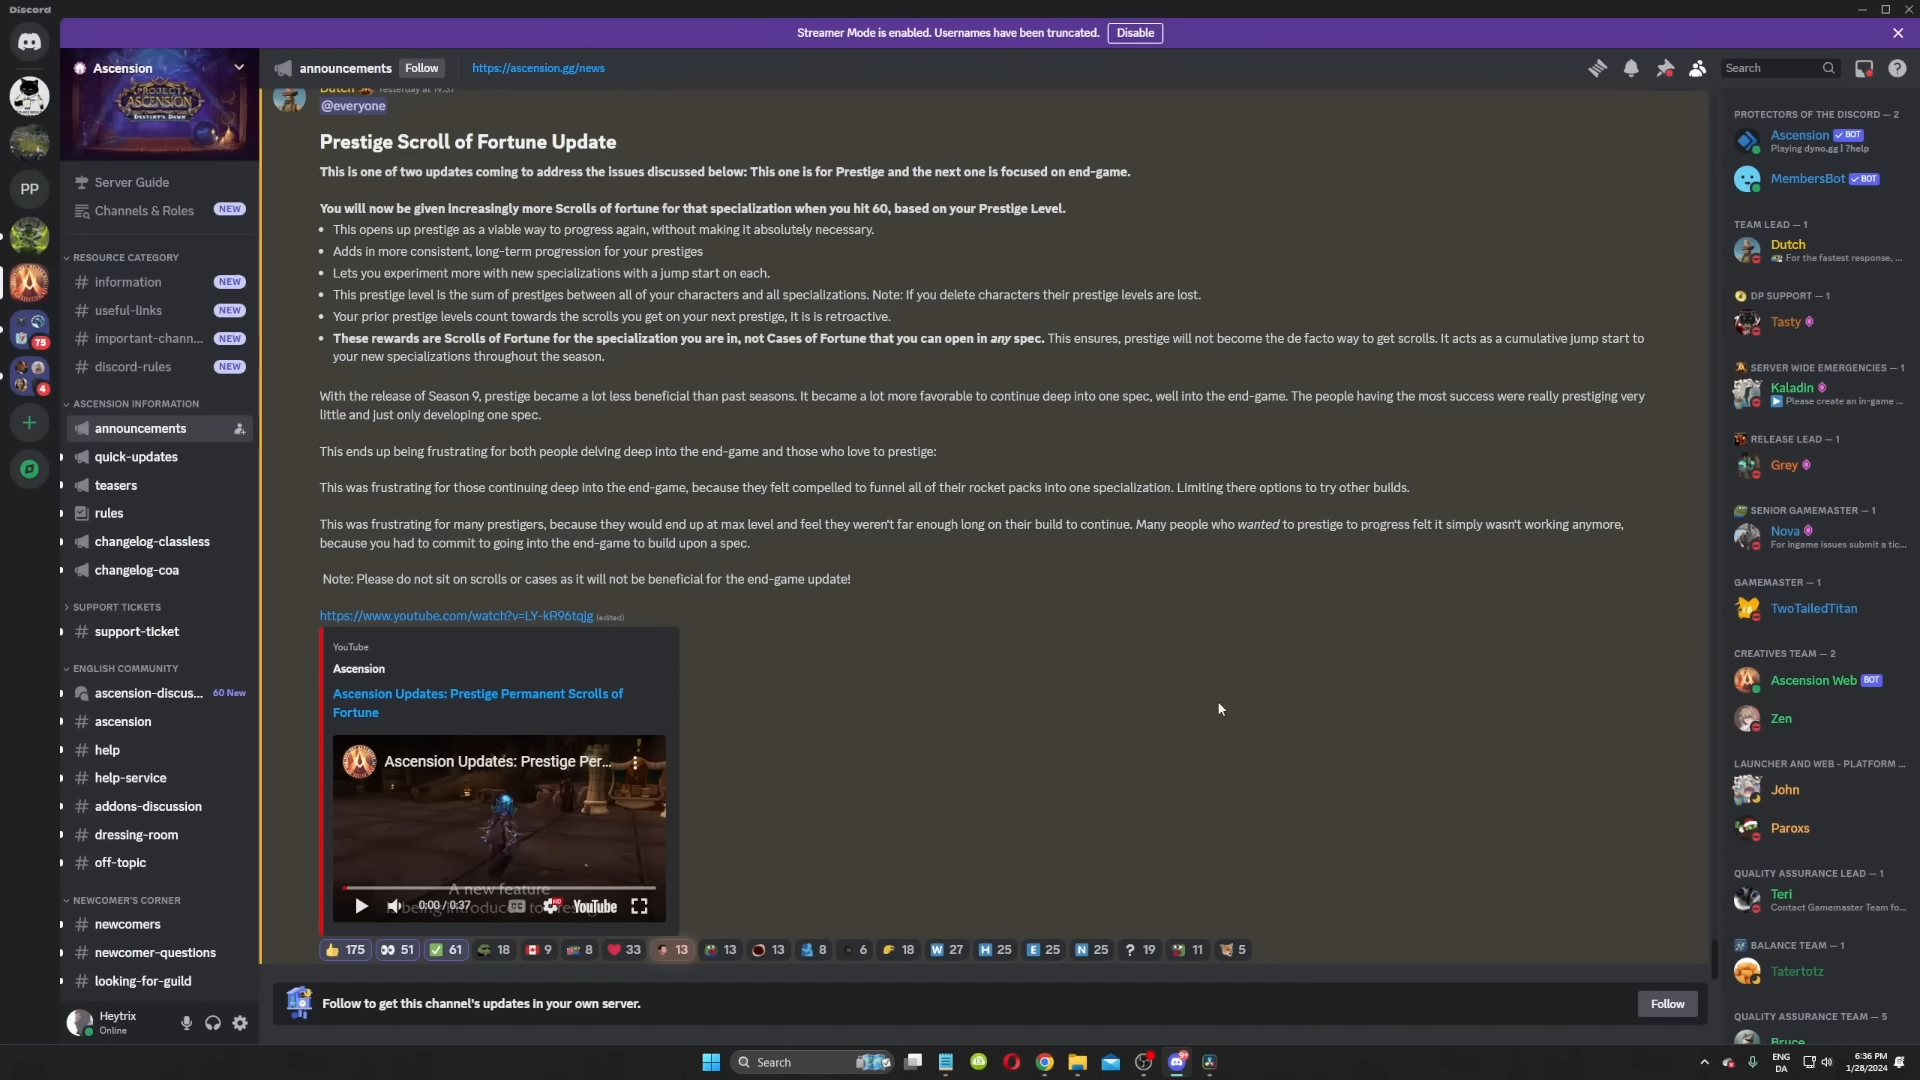 Discord
Streamer Mode is enabled. Usernames have been truncated. Disable
Ascension
announcements Follow https://ascension.gg/news Search
PROJECT
ASCENSION
DESTINY'S DAWN
PP
75
4
Server Guide
Channels & Roles NEW
RESOURCE CATEGORY
information NEW
useful-links NEW
important-chann... NEW
discord-rules NEW
ASCENSION INFORMATION
announcements
quick-updates
teasers
rules
changelog-classless
changelog-coa
SUPPORT TICKETS
support-ticket
ENGLISH COMMUNITY
ascension-discus... 60 New
ascension
help
help-service
addons-discussion
dressing-room
off-topic
NEWCOMER'S CORNER
newcomers
newcomer-questions
looking-for-guild
Heytrix
Online
Dutch Yesterday at 19:37
@everyone
Prestige Scroll of Fortune Update
This is one of two updates coming to address the issues discussed below: This one is for Prestige and the next one is focused on end-game.
You will now be given increasingly more Scrolls of fortune for that specialization when you hit 60, based on your Prestige Level.
• This opens up prestige as a viable way to progress again, without making it absolutely necessary.
• Adds in more consistent, long-term progression for your prestiges
• Lets you experiment more with new specializations with a jump start on each.
• This prestige level is the sum of prestiges between all of your characters and all specializations. Note: If you delete characters their prestige levels are lost.
• Your prior prestige levels count towards the scrolls you get on your next prestige, it is is retroactive.
• These rewards are Scrolls of Fortune for the specialization you are in, not Cases of Fortune that you can open in any spec. This ensures, prestige will not become the de facto way to get scrolls. It acts as a cumulative jump start to
your new specializations throughout the season.
With the release of Season 9, prestige became a lot less beneficial than past seasons. It became a lot more favorable to continue deep into one spec, well into the end-game. The people having the most success were really prestiging very
little and just only developing one spec.
This ends up being frustrating for both people delving deep into the end-game and those who love to prestige:
This was frustrating for those continuing deep into the end-game, because they felt compelled to funnel all of their rocket packs into one specialization. Limiting there options to try other builds.
This was frustrating for many prestigers, because they would end up at max level and feel they weren't far enough long on their build to continue. Many people who wanted to prestige to progress felt it simply wasn't working anymore,
because you had to commit to going into the end-game to build upon a spec.
Note: Please do not sit on scrolls or cases as it will not be beneficial for the end-game update!
https://www.youtube.com/watch?v=LY-kR96tqJg (edited)
YouTube
Ascension
Ascension Updates: Prestige Permanent Scrolls of
Fortune
Ascension Updates: Prestige Per...
A new feature
is being introduced to Prestige
0:00 / 0:37 HD YouTube
175 51 61 18 9 8 33 13 13 13 8 6 18 W 27 H 25 E 25 N 25 ? 19 11 5
Follow to get this channel's updates in your own server. Follow
PROTECTORS OF THE DISCORD — 2
Ascension BOT
Playing dyno.gg | ?help
MembersBot BOT
TEAM LEAD — 1
Dutch
For the fastest response, ...
DP SUPPORT — 1
Tasty
SERVER WIDE EMERGENCIES — 1
Kaladin
Please create an in-game ...
RELEASE LEAD — 1
Grey
SENIOR GAMEMASTER — 1
Nova
For ingame issues submit a tic...
GAMEMASTER — 1
TwoTailedTitan
CREATIVES TEAM — 2
Ascension Web BOT
Zen
LAUNCHER AND WEB - PLATFORM ...
John
Paroxs
QUALITY ASSURANCE LEAD — 1
Teri
Contact Gamemaster Team fo...
BALANCE TEAM — 1
Tatertotz
QUALITY ASSURANCE TEAM — 5
Bruce
Search
ENG
DA
6:36 PM
1/28/2024